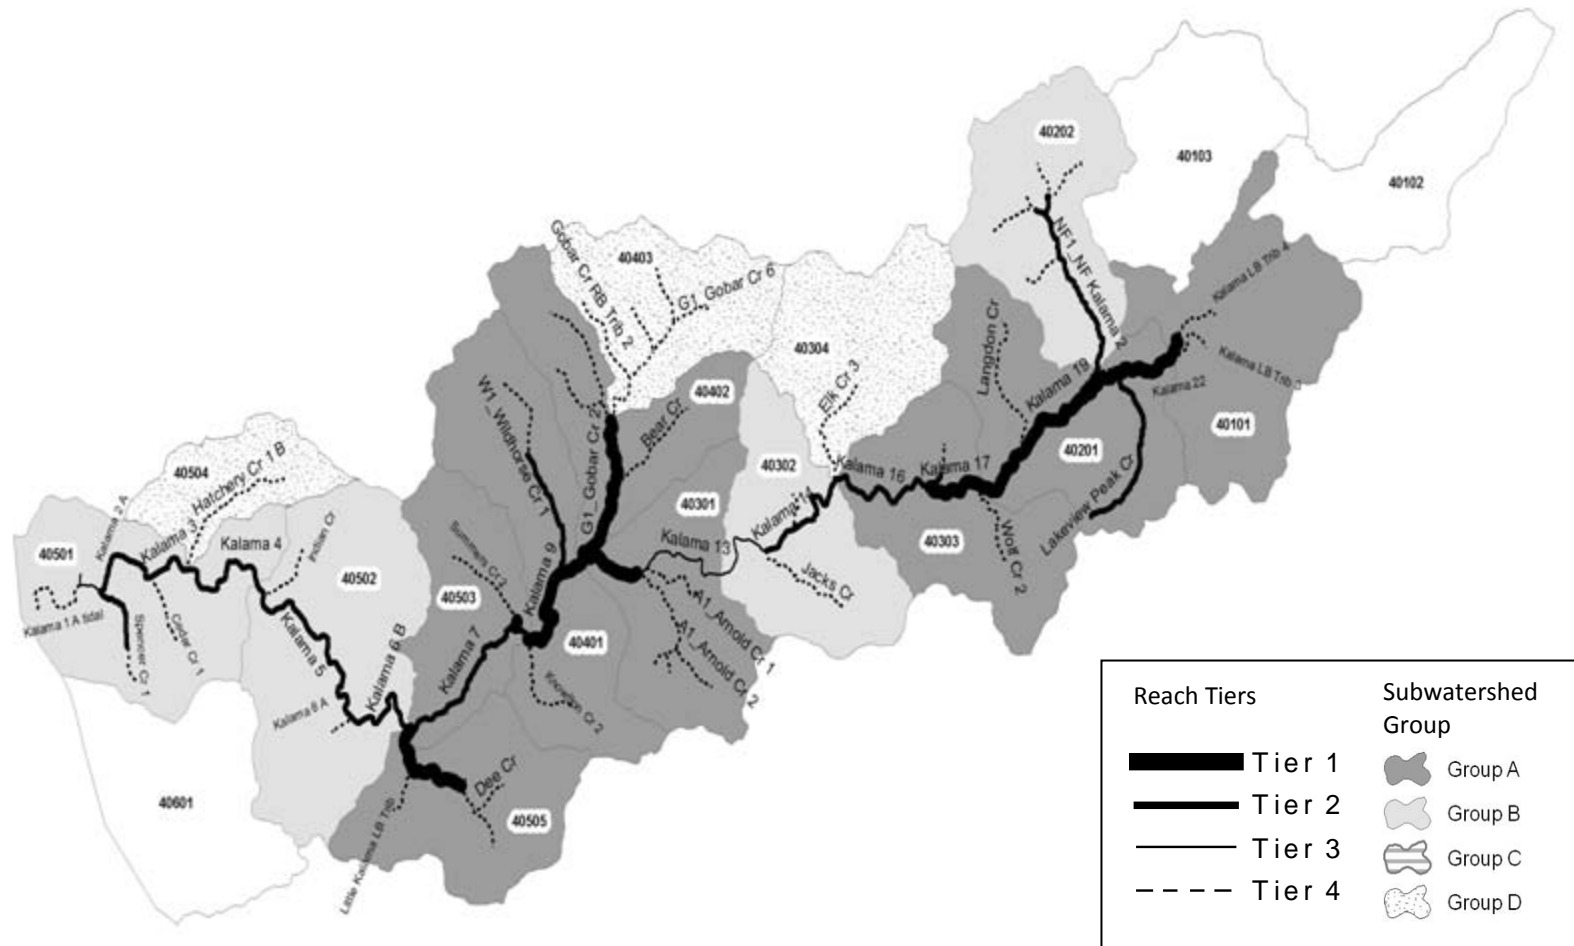 40202
40103
40102
NF1_NF Kalama 2
Kalama LB Trib 4
Kalama LB Trib 3
Kalama 22
Kalama 19
40101
40201
Lakeview Peak Cr
Langdon Cr
Kalama 17
Kalama 16
Wolf Cr 2
40303
40304
Elk Cr 3
40302
Kalama 14
Jacks Cr
Kalama 13
40301
40403
Gobar Cr RB Trib 2
G1_Gobar Cr 6
40402
Bear Cr
G1_Gobar Cr 2
W1_Wildhorse Cr 1
Kalama 9
A1_Arnold Cr 1
A1_Arnold Cr 2
40401
Knowlton Cr 2
Summers Cr 2
40503
Kalama 7
40504
Hatchery Cr 1 B
40501
Kalama 2 A
Kalama 3
Kalama 4
Indian Cr
40502
Kalama 1 A tidal
Spencer Cr 1
Cedar Cr 1
Kalama 5
Kalama 6 B
Kalama 6 A
40601
Dee Cr
Little Kalama LB Trib
40505
Reach Tiers
Tier 1
Tier 2
Tier 3
Tier 4
Subwatershed
Group
Group A
Group B
Group C
Group D